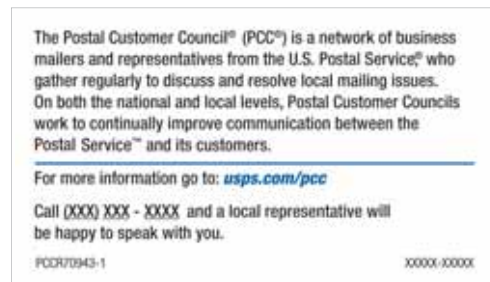 The Postal Customer Council® (PCC®) is a network of business
mailers and representatives from the U.S. Postal Service,® who
gather regularly to discuss and resolve local mailing issues.
On both the national and local levels, Postal Customer Councils
work to continually improve communication between the
Postal Service™ and its customers.
For more information go to: usps.com/pcc
Call (XXX) XXX - XXXX and a local representative will
be happy to speak with you.
PCCR70943-1 XXXXX-XXXXX